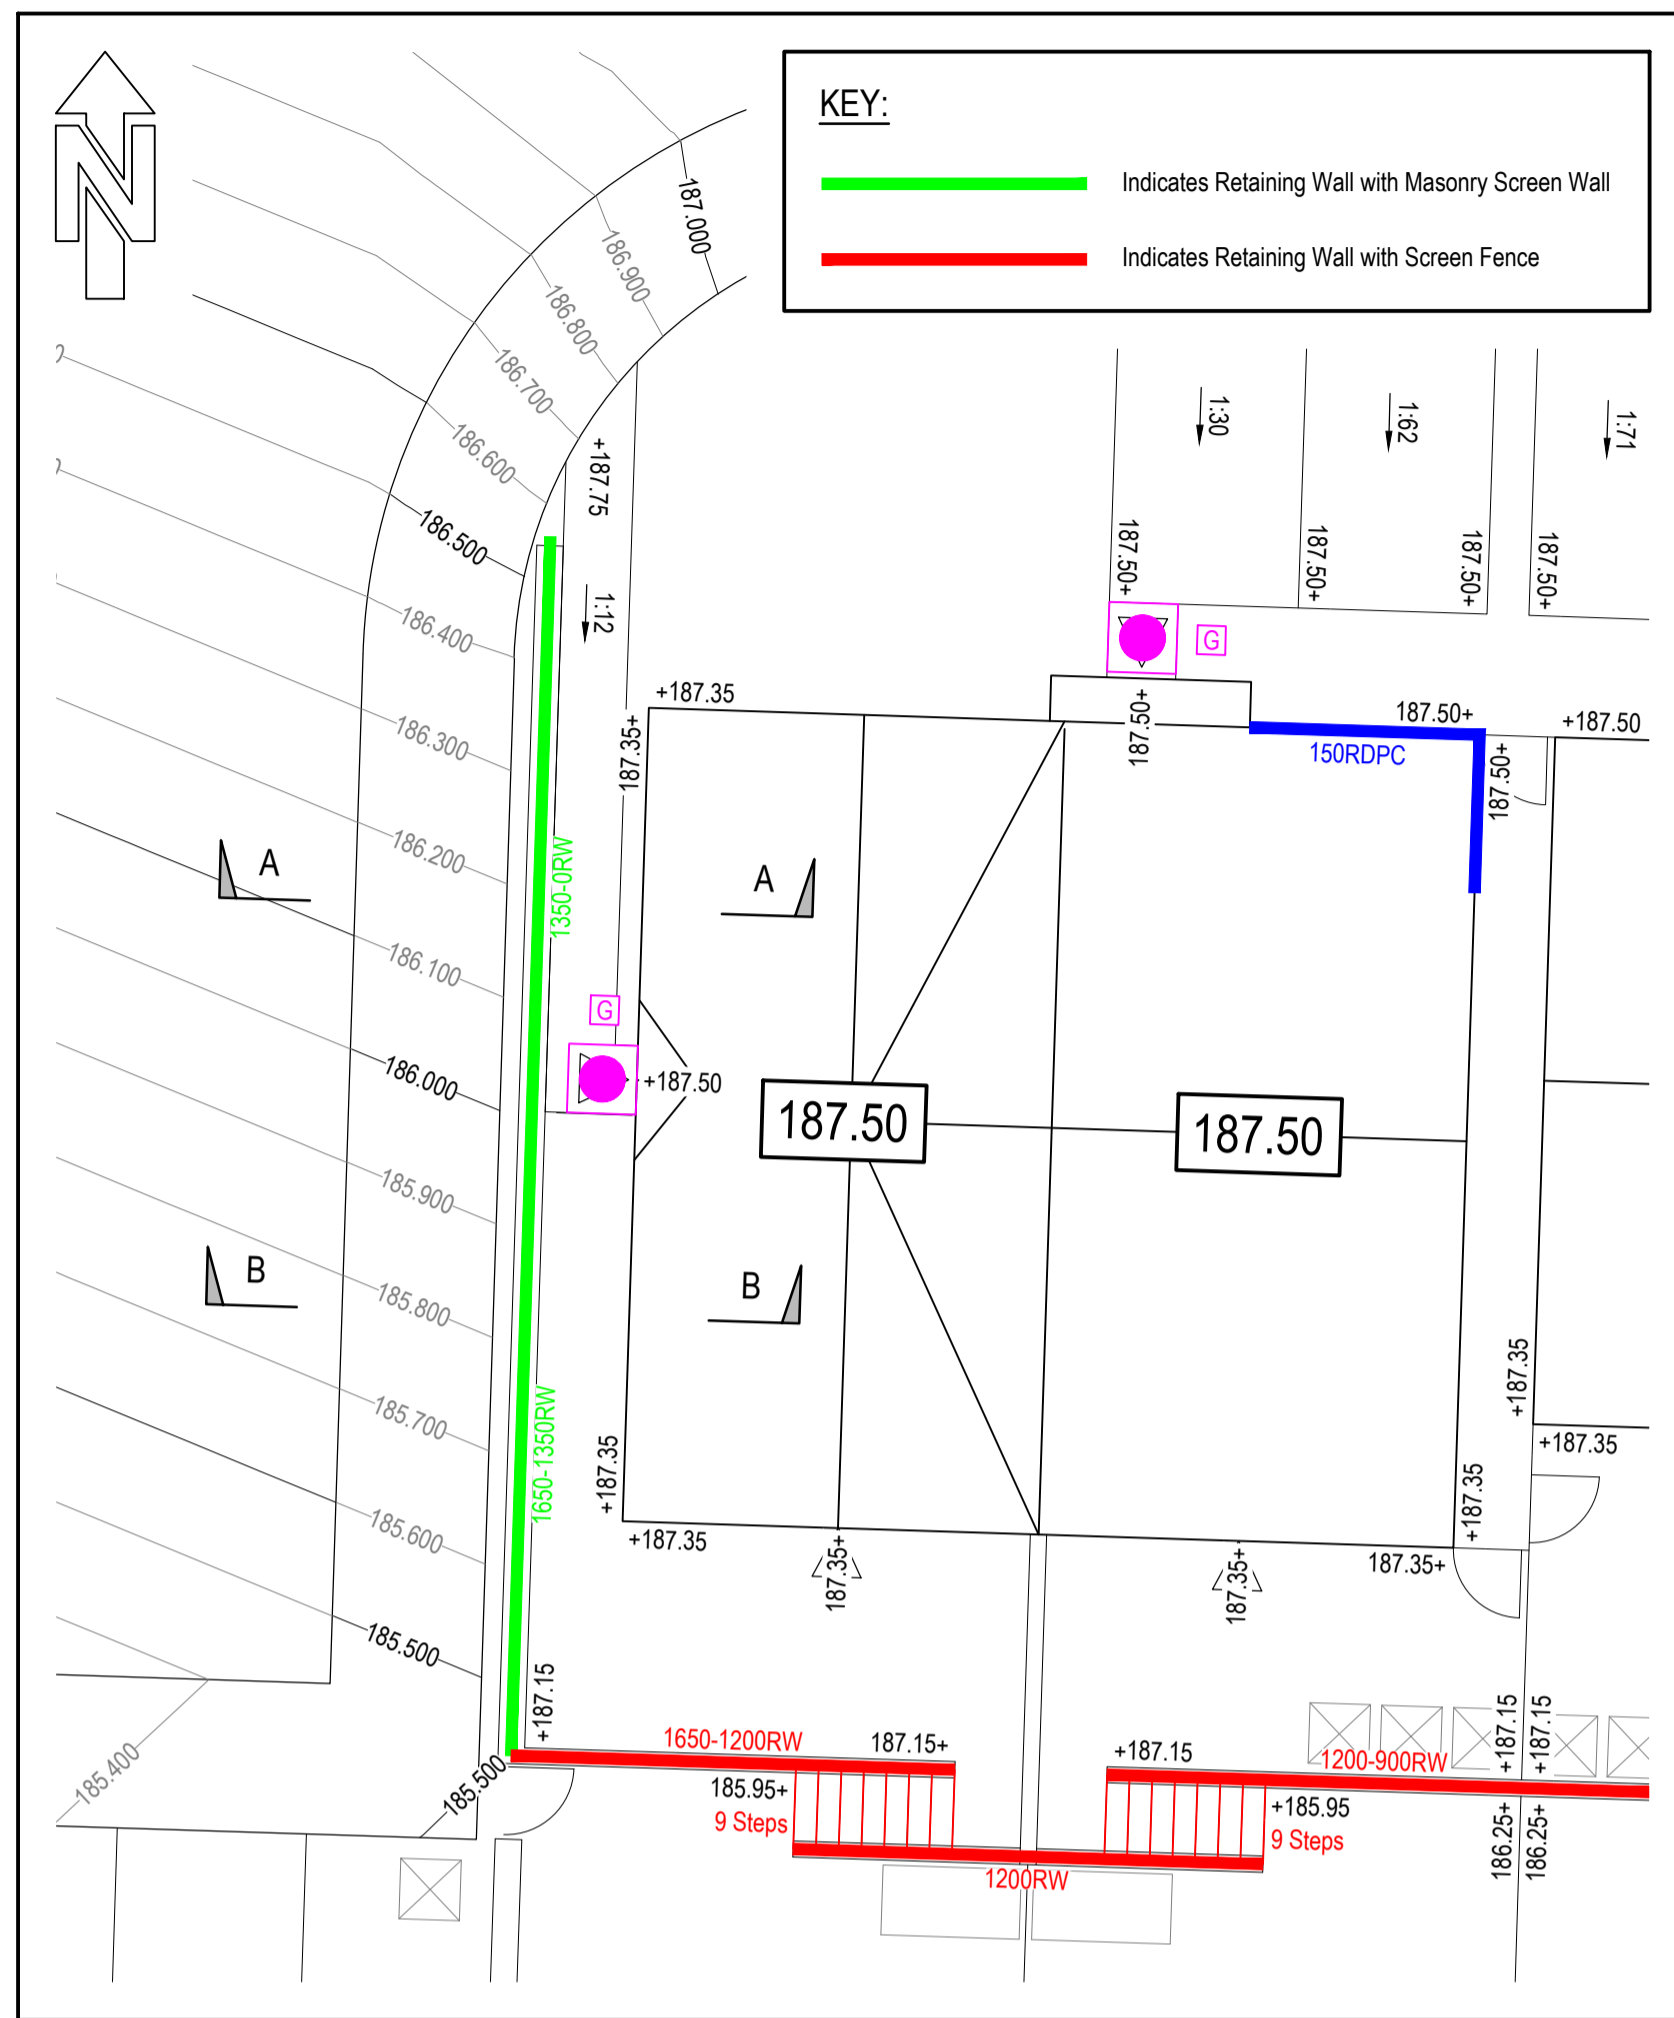 N
KEY:
Indicates Retaining Wall with Masonry Screen Wall
Indicates Retaining Wall with Screen Fence
187.000
186.900
186.800
186.700
186.600
186.500
186.400
186.300
186.200
186.100
186.000
185.900
185.800
185.700
185.600
185.500
185.400
185.500
+187.75
1:12
1:30
1:62
1:71
187.50+
187.50+
187.50+
187.50+
G
+187.35
187.35+
187.50+
187.50+
150RDPC
187.50+
+187.50
A
A
1350-0RW
G
+187.50
187.50
187.50
B
B
1650-1350RW
+187.35
+187.35
187.35+
187.35+
187.35+
+187.35
+187.35
+187.35
+187.15
1650-1200RW
187.15+
185.95+
9 Steps
+187.15
1200-900RW
+185.95
9 Steps
1200RW
+187.15
+187.15
186.25+
186.25+